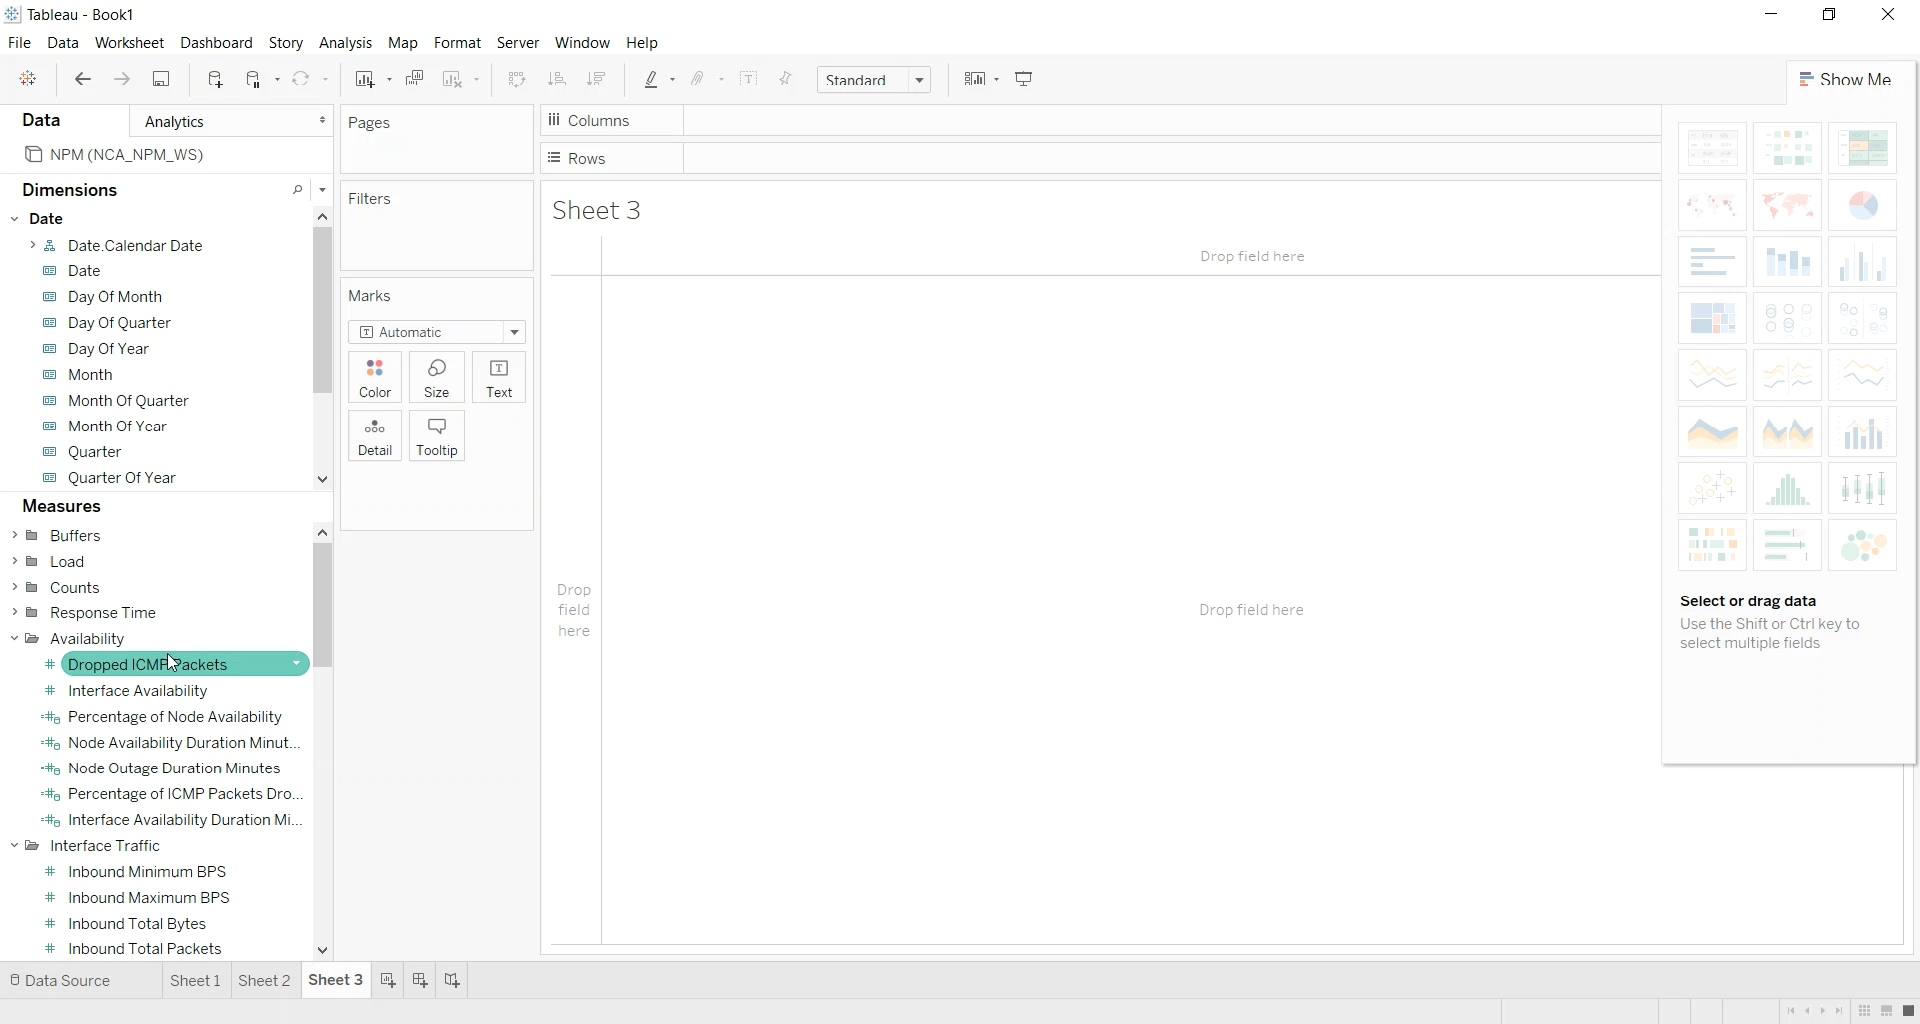 Tableau - Book1
File Data Worksheet Dashboard Story Analysis Map Format Server Window Help
Standard
Show Me
Data
Analytics
NPM (NCA_NPM_WS)
Dimensions
Date
Date.Calendar Date
Date
Day Of Month
Day Of Quarter
Day Of Year
Month
Month Of Quarter
Month Of Year
Quarter
Quarter Of Year
Measures
Buffers
Load
Counts
Response Time
Availability
Dropped ICMP Packets
Interface Availability
Percentage of Node Availability
Node Availability Duration Minut...
Node Outage Duration Minutes
Percentage of ICMP Packets Dro...
Interface Availability Duration Mi...
Interface Traffic
Inbound Minimum BPS
Inbound Maximum BPS
Inbound Total Bytes
Inbound Total Packets
Pages
Filters
Marks
Automatic
Color
Size
Text
Detail
Tooltip
Columns
Rows
Sheet 3
Drop field here
Drop
field
here
Drop field here
Select or drag data
Use the Shift or Ctrl key to
select multiple fields
Data Source
Sheet 1
Sheet 2
Sheet 3